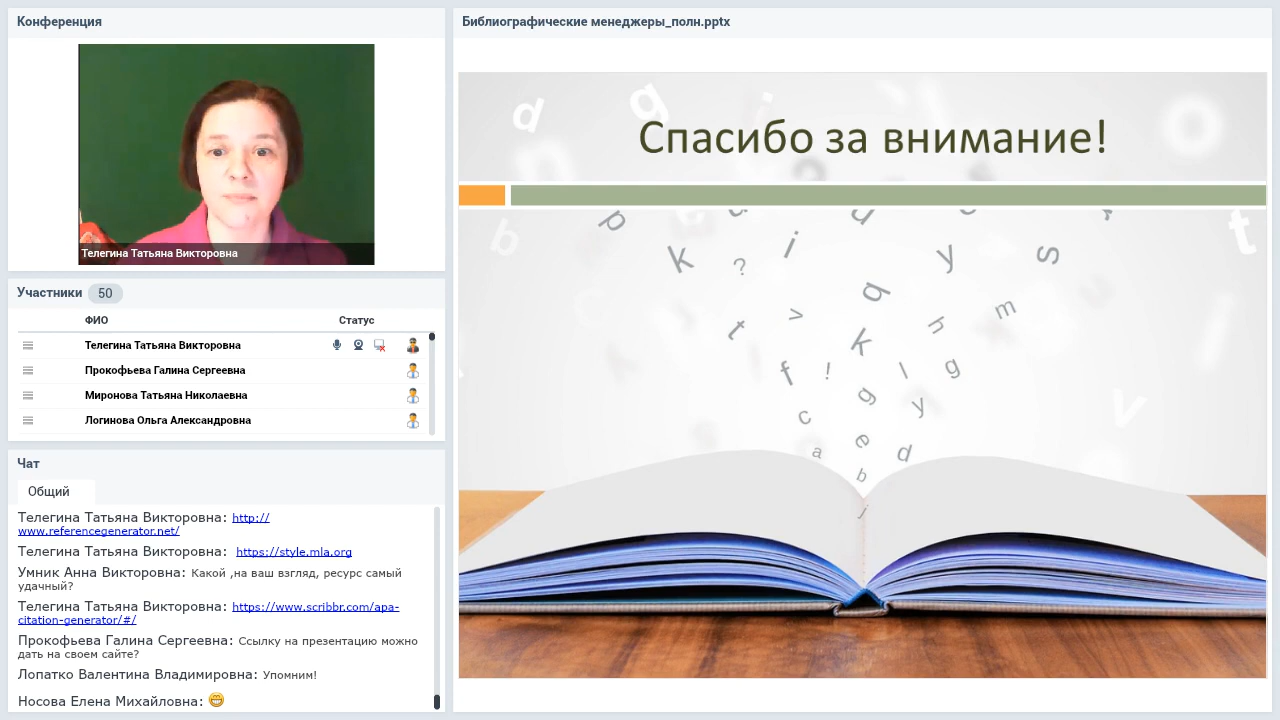 Конференция
Телегина Татьяна Викторовна
Участники 50
ФИО Статус
Телегина Татьяна Викторовна
Прокофьева Галина Сергеевна
Миронова Татьяна Николаевна
Логинова Ольга Александровна
Чат
Общий
Телегина Татьяна Викторовна: http://
www.referencegenerator.net/
Телегина Татьяна Викторовна: https://style.mla.org
Умник Анна Викторовна: Какой ,на ваш взгляд, ресурс самый
удачный?
Телегина Татьяна Викторовна: https://www.scribbr.com/apa-
citation-generator/#/
Прокофьева Галина Сергеевна: Ссылку на презентацию можно
дать на своем сайте?
Лопатко Валентина Владимировна: Упомним!
Носова Елена Михайловна: 😁
Библиографические менеджеры_полн.pptx
Спасибо за внимание!